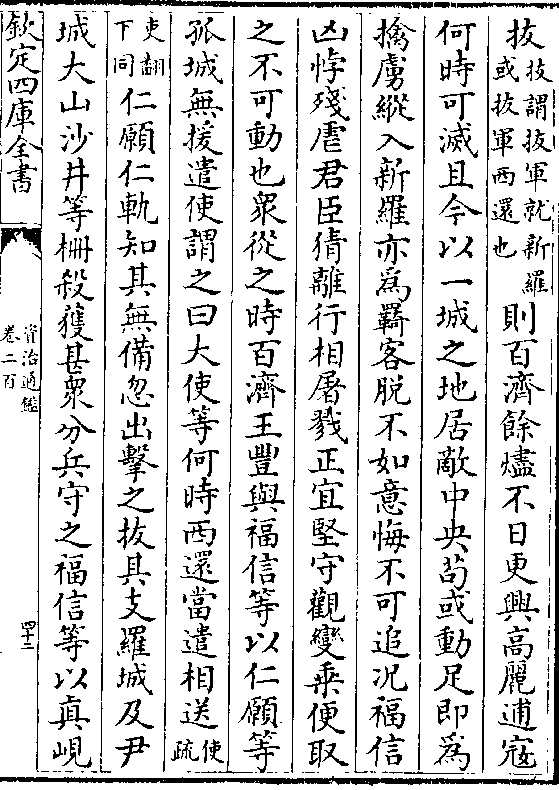 拔拔謂拔軍就新羅或拔軍西還也則百濟餘燼不日更興高麗逋寇
何時可滅且今以一城之地居敵中央苟或動足即爲
擒虜縱入新羅亦爲羇客脫不如意悔不可追況福信
凶悖殘虐君臣猜離行相屠戮正宜堅守觀變乗便取
之不可動也衆從之時百濟王豐與福信等以仁願等
孤城無援遣使謂之曰大使等何時西還當遣相送使疏
吏翻下同仁願仁軌知其無備忽出擊之拔其支羅城及尹
城大山沙井等柵殺獲甚衆分兵守之福信等以真峴
欽定四庫全書
資治通鑑
卷二百
四十二